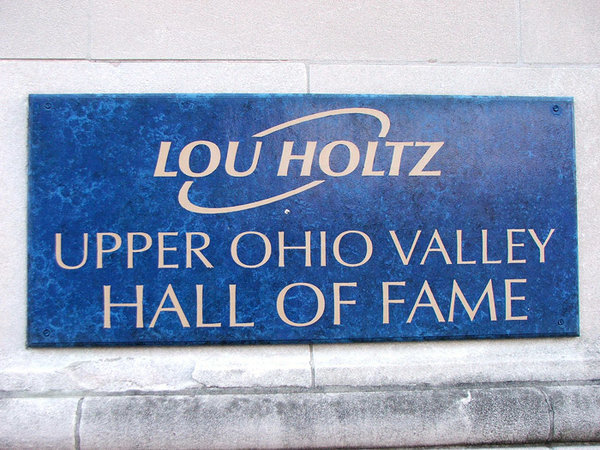 LOU HOLTZ
UPPER OHIO VALLEY
HALL OF FAME